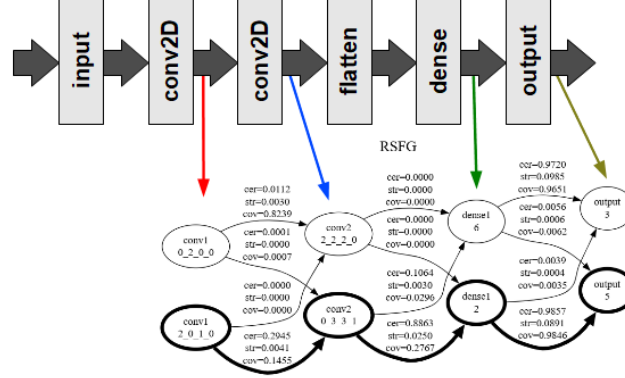 input
conv2D
conv2D
flatten
dense
output
RSFG
cer=0.0112
str=0.0030
cov=0.8239
cer=0.0001
str=0.0000
cov=0.0007
cer=0.0000
str=0.0000
cov=0.0000
cer=0.2945
str=0.0041
cov=0.1455
conv1
0_2_0_0
conv1
2_0_1_0
cer=0.0000
str=0.0000
cov=0.0000
cer=0.0000
str=0.0000
cov=0.0000
cer=0.1064
str=0.0030
cov=0.0296
cer=0.8863
str=0.0250
cov=0.2767
conv2
2_2_2_0
conv2
0_3_3_1
cer=0.9720
str=0.0985
cov=0.9651
cer=0.0056
str=0.0006
cov=0.0062
cer=0.0039
str=0.0004
cov=0.0035
cer=0.9857
str=0.0891
cov=0.9846
dense1
6
dense1
2
output
3
output
5